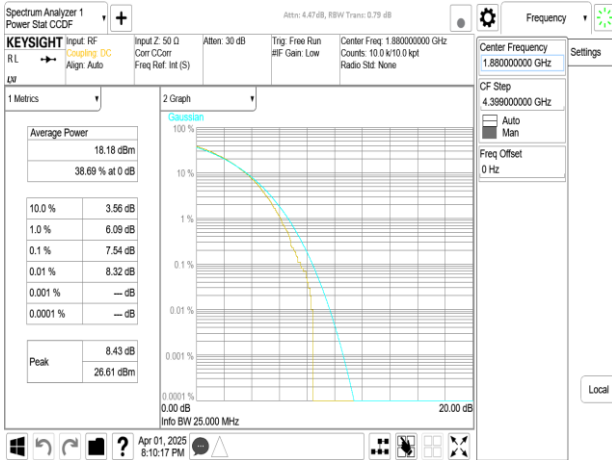 Spectrum Analyzer 1
Power Stat CCDF
Attn: 4.67dB, RBW Trans: 0.79 dB
Frequency
KEYSIGHT
RL
LXI
Input: RF
Coupling: DC
Align: Auto
Input Z: 50 Ω
Corr CCorr
Freq Ref: Int (S)
Atten: 30 dB
Trig: Free Run
#IF Gain: Low
Center Freq: 1.880000000 GHz
Counts: 10.0 k/10.0 kpt
Radio Std: None
Center Frequency
1.880000000 GHz
Settings
CF Step
4.399000000 GHz
Auto
Man
Freq Offset
0 Hz
Local
1 Metrics
Average Power
18.18 dBm
38.69 % at 0 dB
10.0 % 3.56 dB
1.0 % 6.09 dB
0.1 % 7.54 dB
0.01 % 8.32 dB
0.001 % --- dB
0.0001 % --- dB
Peak
8.43 dB
26.61 dBm
2 Graph
Gaussian
100 %
10 %
1 %
0.1 %
0.01 %
0.001 %
0.0001 %
0.00 dB
20.00 dB
Info BW 25.000 MHz
?
Apr 01, 2025
8:10:17 PM